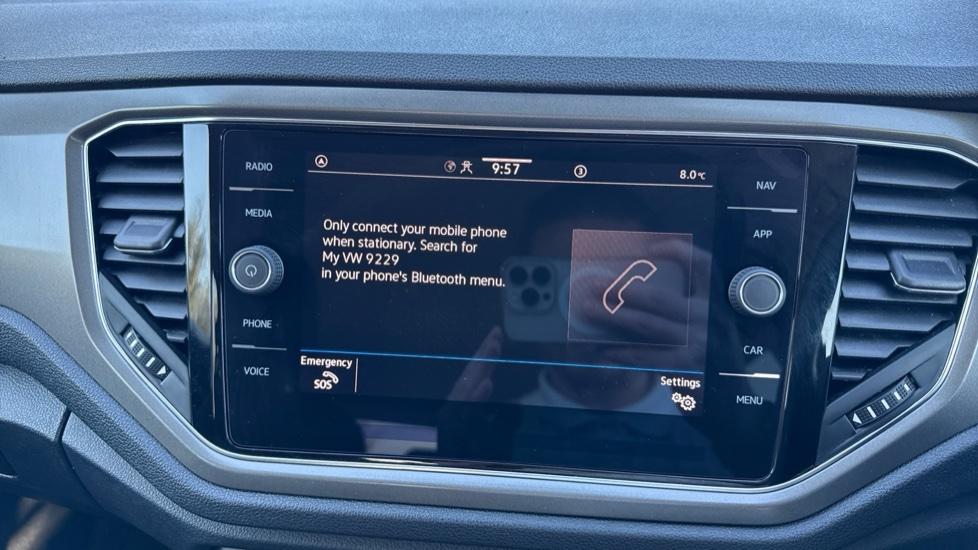 RADIO
MEDIA
PHONE
VOICE
A
9:57
3
8.0°C
Only connect your mobile phone
when stationary. Search for
My VW 9229
in your phone's Bluetooth menu.
Emergency
SOS
Settings
NAV
APP
CAR
MENU